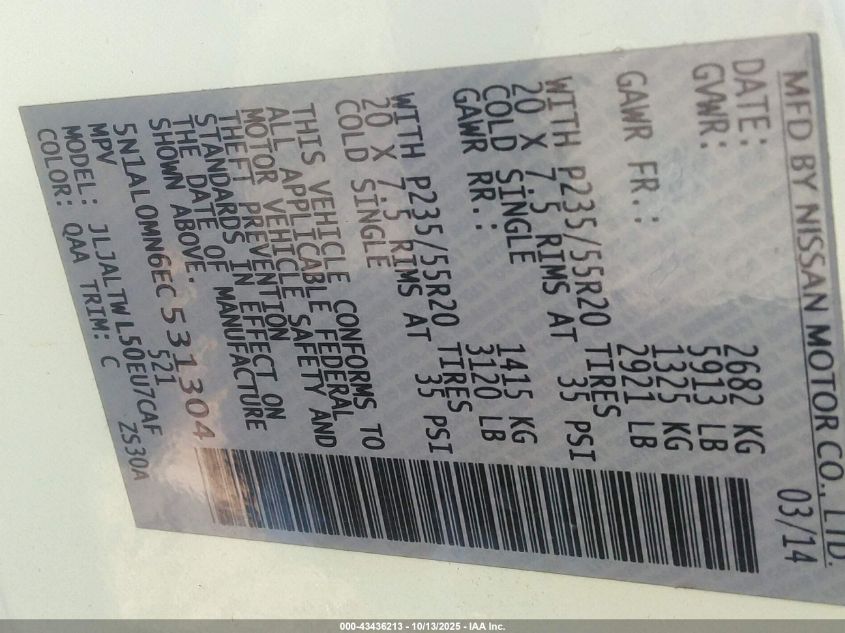 MFD BY NISSAN MOTOR CO., LTD.
DATE: 03/14
GVWR: 2682 KG
5913 LB
GAWR FR.: 1325 KG
2921 LB
WITH P235/55R20 TIRES
20 X 7.5 RIMS AT 35 PSI
COLD SINGLE
GAWR RR.: 1415 KG
3120 LB
WITH P235/55R20 TIRES
20 X 7.5 RIMS AT 35 PSI
COLD SINGLE
THIS VEHICLE CONFORMS TO
ALL APPLICABLE FEDERAL
MOTOR VEHICLE SAFETY AND
THEFT PREVENTION
STANDARDS IN EFFECT ON
THE DATE OF MANUFACTURE
SHOWN ABOVE.
5N1AL0MN6EC531304
MPV 521
MODEL: JLJALTWL50EU7CAF
COLOR: QAA TRIM: C ZS30A
000-43436213 - 10/13/2025 - IAA Inc.